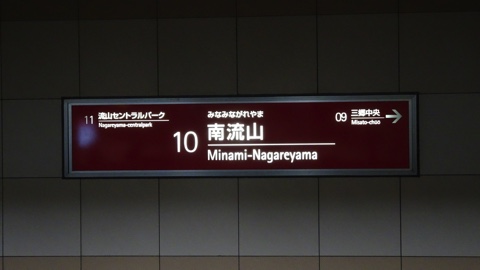 11 流山セントラルパーク
Nagareyama-centralpark
みなみながれやま
10 南流山
Minami-Nagareyama
09 三郷中央
Misato-chuo